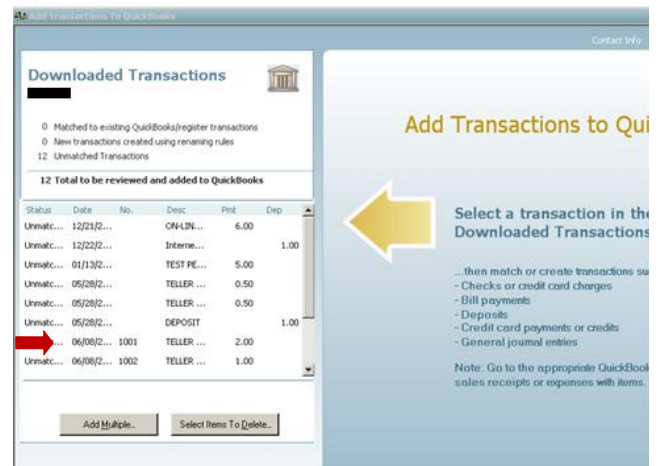 Add Transactions To QuickBooks
Contact Info
Downloaded Transactions
0 Matched to existing QuickBooks/register transactions
0 New transactions created using renaming rules
12 Unmatched Transactions
12 Total to be reviewed and added to QuickBooks
Status Date No. Desc Pmt Dep
Unmatc... 12/21/2... ON-LIN... 6.00
Unmatc... 12/22/2... Interne... 1.00
Unmatc... 01/13/2... TEST PE... 5.00
Unmatc... 05/28/2... TELLER ... 0.50
Unmatc... 05/28/2... TELLER ... 0.50
Unmatc... 05/28/2... DEPOSIT 1.00
... 06/08/2... 1001 TELLER ... 2.00
Unmatc... 06/08/2... 1002 TELLER ... 1.00
Add Multiple... Select Items To Delete...
Add Transactions to Qui
Select a transaction in the
Downloaded Transactions
...then match or create transactions su
- Checks or credit card charges
- Bill payments
- Deposits
- Credit card payments or credits
- General journal entries
Note: Go to the appropriate QuickBook
sales receipts or expenses with items.